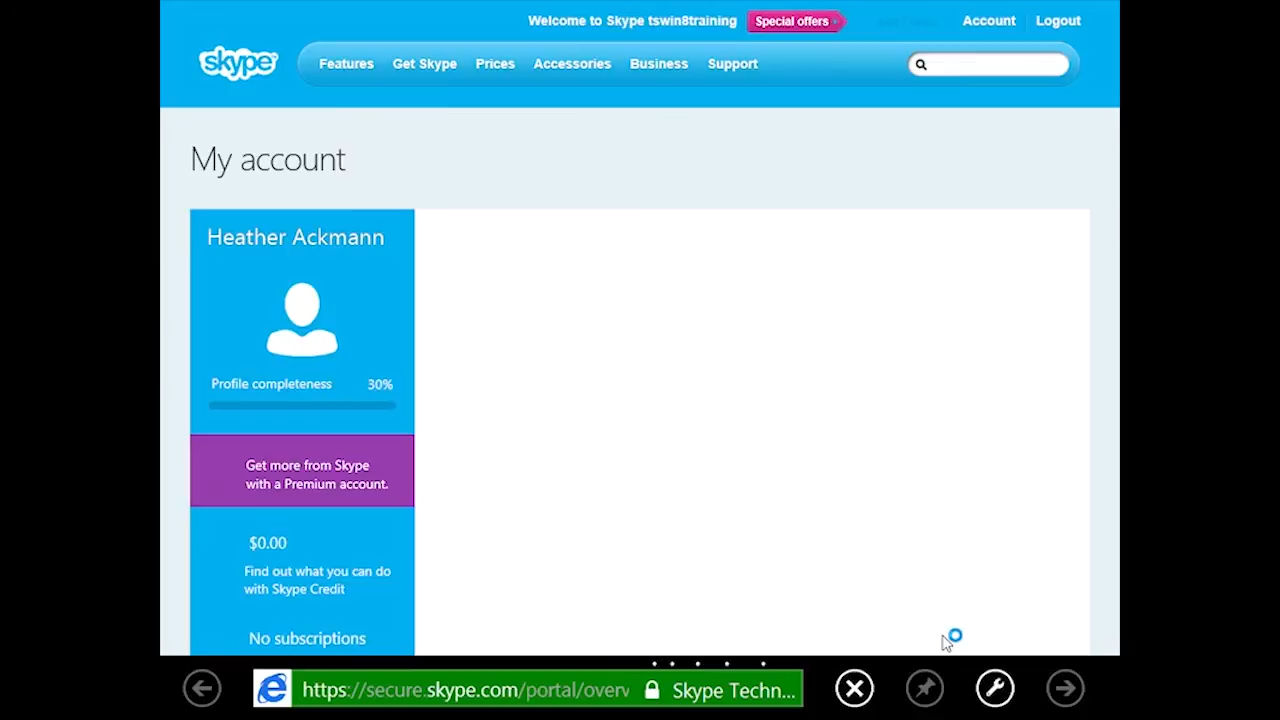 Welcome to Skype tswin8training Special offers Account Logout
skype Features Get Skype Prices Accessories Business Support
My account
Heather Ackmann
Profile completeness 30%
Get more from Skype
with a Premium account.
$0.00
Find out what you can do
with Skype Credit
No subscriptions
https://secure.skype.com/portal/overv Skype Techn...